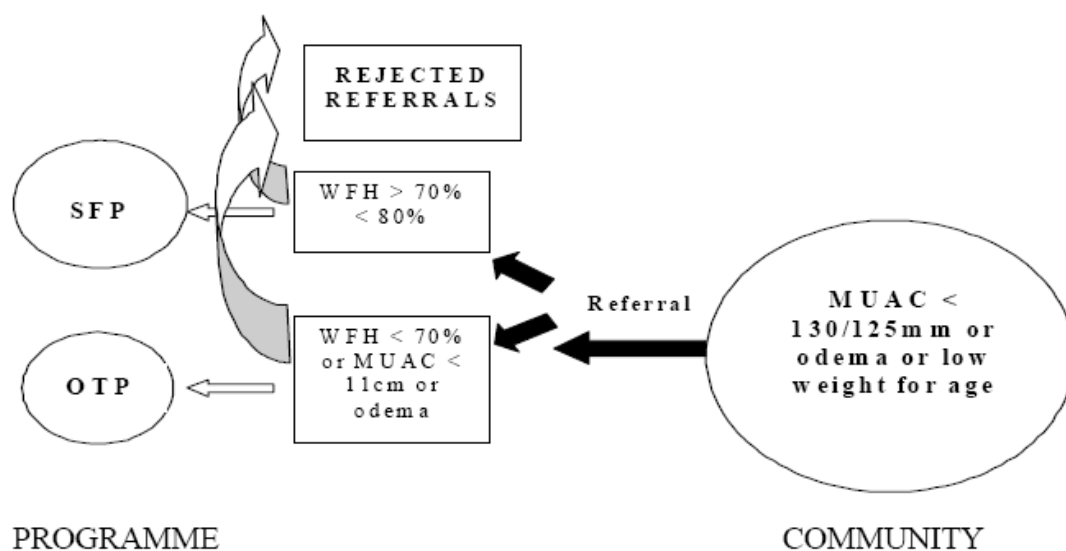 REJECTED
REFERRALS
SFP
WFH > 70%
< 80%
Referral
MUAC <
130/125mm or
odema or low
weight for age
OTP
WFH < 70%
or MUAC <
11cm or
odema
PROGRAMME
COMMUNITY